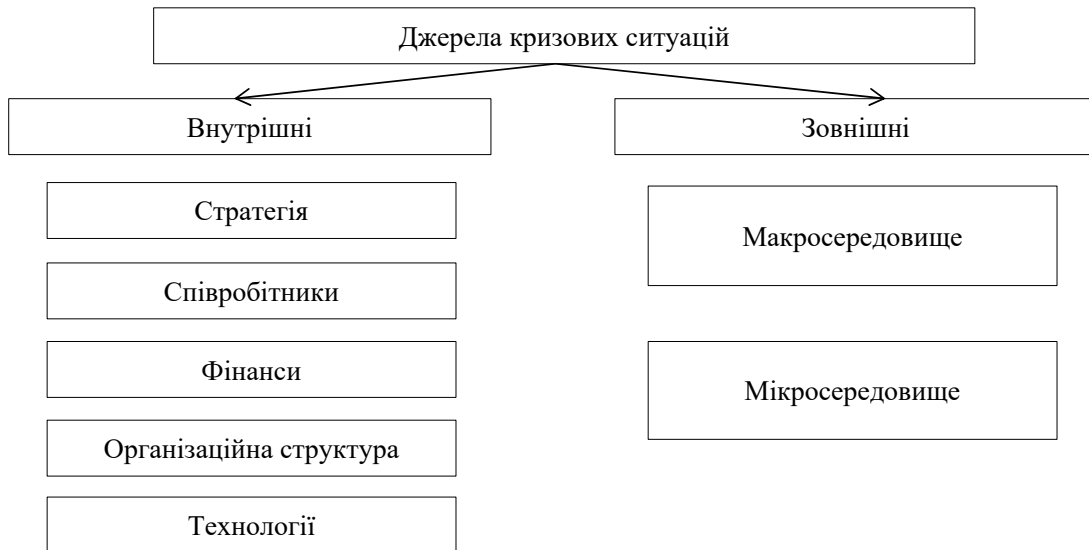 Джерела кризових ситуацій
Внутрішні
Зовнішні
Стратегія
Співробітники
Фінанси
Організаційна структура
Технології
Макросередовище
Мікросередовище